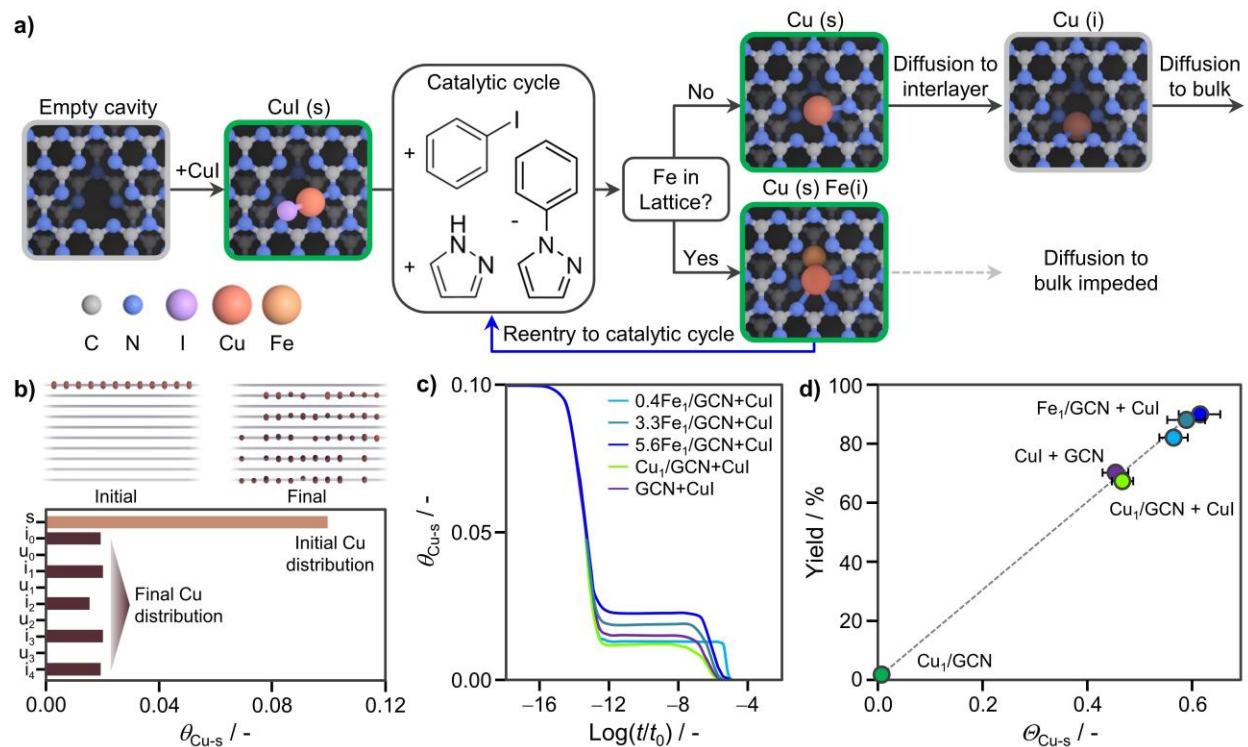 a)
Empty cavity
+CuI
CuI (s)
Catalytic cycle
+
I
+
H
N
N
-
N
N
Fe in
Lattice?
No
Yes
Cu (s)
Diffusion to
interlayer
Cu (i)
Diffusion
to bulk
Cu (s) Fe(i)
Diffusion to
bulk impeded
Reentry to catalytic cycle
C N I Cu Fe
b)
Initial
Final
s
i0
u0
i1
u1
i2
u2
i3
u3
i4
Initial Cu
distribution
Final Cu
distribution
0.00 0.04 0.08 0.12
θCu-s / -
c)
0.10
0.05
0.00
θCu-s / -
0.4Fe1/GCN+CuI
3.3Fe1/GCN+CuI
5.6Fe1/GCN+CuI
Cu1/GCN+CuI
GCN+CuI
−16 −12 −8 −4
Log(t/t0) / -
d)
100
80
60
40
20
0
Yield / %
Fe1/GCN + CuI
CuI + GCN
Cu1/GCN + CuI
Cu1/GCN
0.0 0.2 0.4 0.6
ΘCu-s / -